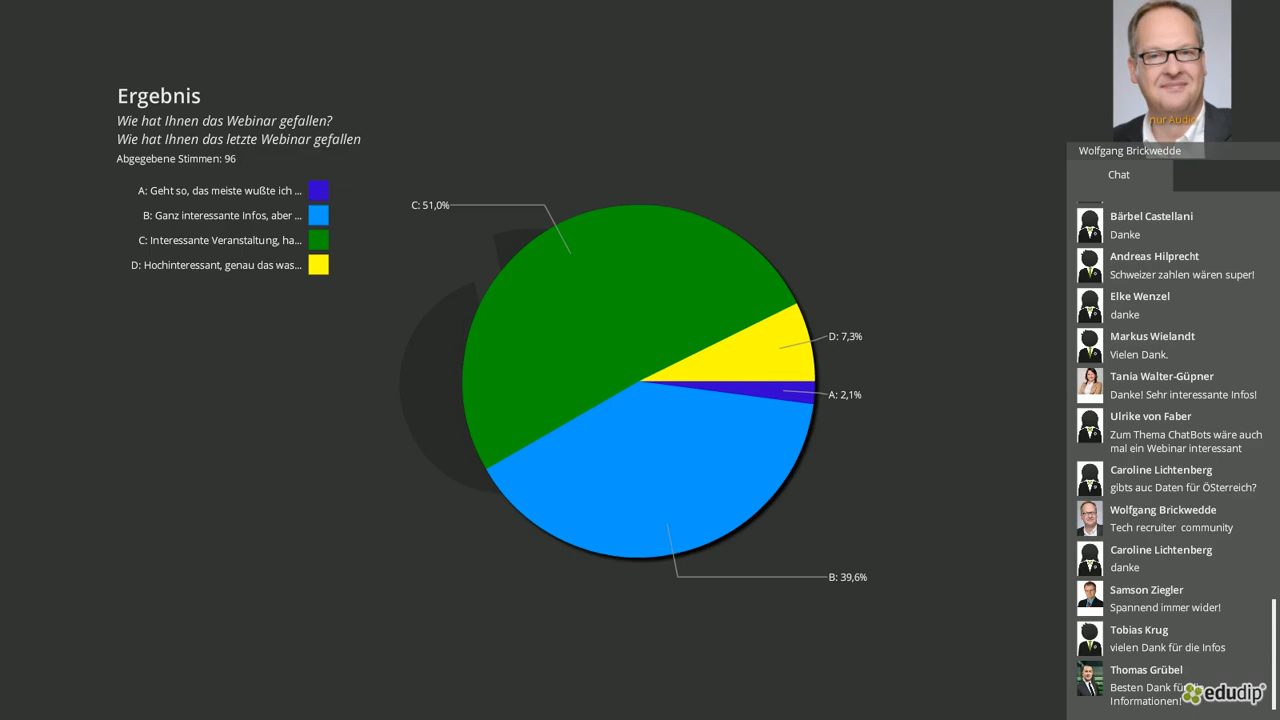 Ergebnis
Wie hat Ihnen das Webinar gefallen?
Wie hat Ihnen das letzte Webinar gefallen
Abgegebene Stimmen: 96
A: Geht so, das meiste wußte ich ...
B: Ganz interessante Infos, aber ...
C: Interessante Veranstaltung, ha...
D: Hochinteressant, genau das was...
C: 51,0%
D: 7,3%
A: 2,1%
B: 39,6%
nur Audio
Wolfgang Brickwedde
Chat
Bärbel Castellani
Danke
Andreas Hilprecht
Schweizer zahlen wären super!
Elke Wenzel
danke
Markus Wielandt
Vielen Dank.
Tania Walter-Güpner
Danke! Sehr interessante Infos!
Ulrike von Faber
Zum Thema ChatBots wäre auch
mal ein Webinar interessant
Caroline Lichtenberg
gibts auc Daten für ÖSterreich?
Wolfgang Brickwedde
Tech recruiter community
Caroline Lichtenberg
danke
Samson Ziegler
Spannend immer wider!
Tobias Krug
vielen Dank für die Infos
Thomas Grübel
Besten Dank für die
Informationen!
edudip